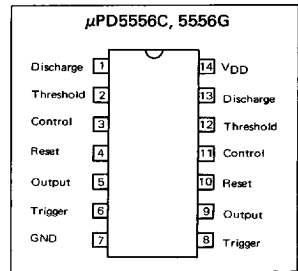 μPD5556C, 5556G
Discharge 1 14 VDD
Threshold 2 13 Discharge
Control 3 12 Threshold
Reset 4 11 Control
Output 5 10 Reset
Trigger 6 9 Output
GND 7 8 Trigger